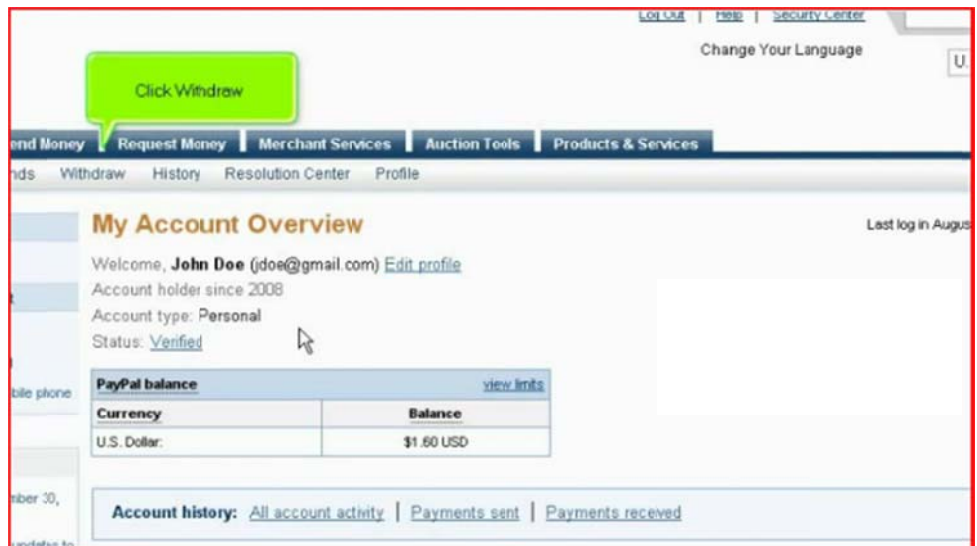 Log Out | Help | Security Center
Change Your Language
U.
Click Withdraw
end Money Request Money Merchant Services Auction Tools Products & Services
nds Withdraw History Resolution Center Profile
My Account Overview
Last log in Augus
Welcome, John Doe (jdoe@gmail.com) Edit profile
Account holder since 2008
Account type: Personal
Status: Verified
bile phone
PayPal balance view limits
Currency Balance
U.S. Dollar: $1.60 USD
mber 30,
Account history: All account activity | Payments sent | Payments received
updates to